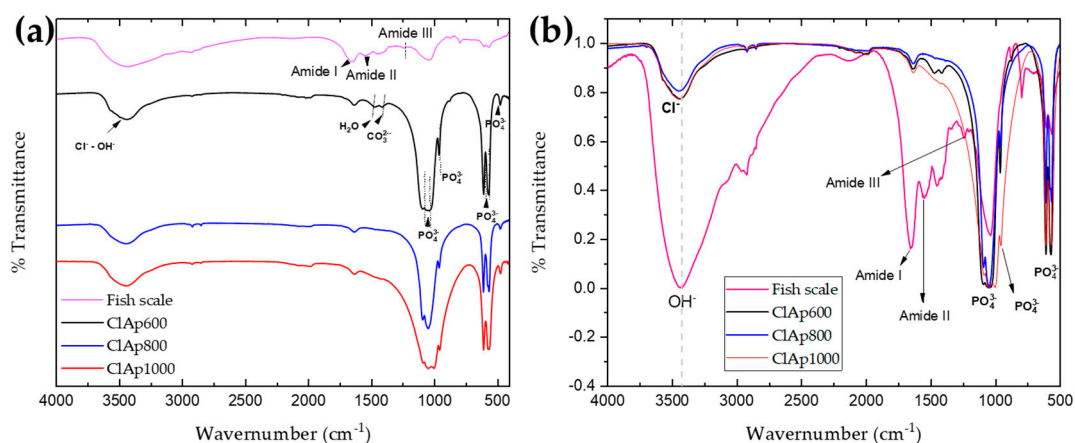 (a)
Amide III
Amide I
Amide II
Cl⁻ - OH⁻
H₂O
CO₃²⁻
PO₄³⁻
PO₄³⁻
PO₄³⁻
PO₄³⁻
Fish scale
ClAp600
ClAp800
ClAp1000
% Transmittance
4000 3500 3000 2500 2000 1500 1000 500
Wavernumber (cm⁻¹)
(b)
1.0
0.8
0.6
0.4
0.2
0.0
-0.2
-0.4
% Transmittance
Cl⁻
OH⁻
Amide III
Amide I
Amide II
PO₄³⁻
PO₄³⁻
PO₄³⁻
Fish scale
ClAp600
ClAp800
ClAp1000
4000 3500 3000 2500 2000 1500 1000 500
Wavernumber (cm⁻¹)